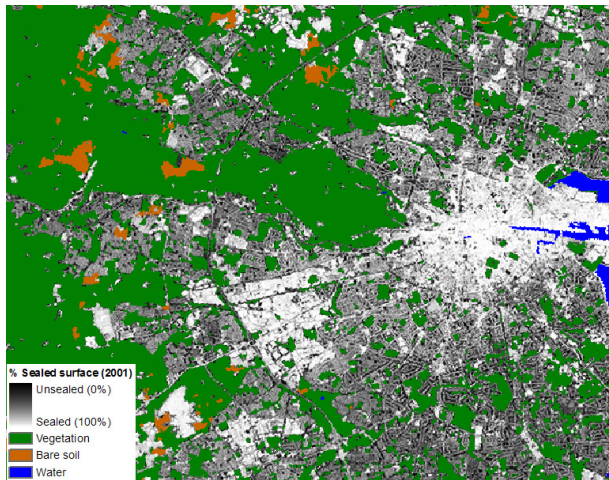 % Sealed surface (2001)
Unsealed (0%)
Sealed (100%)
Vegetation
Bare soil
Water